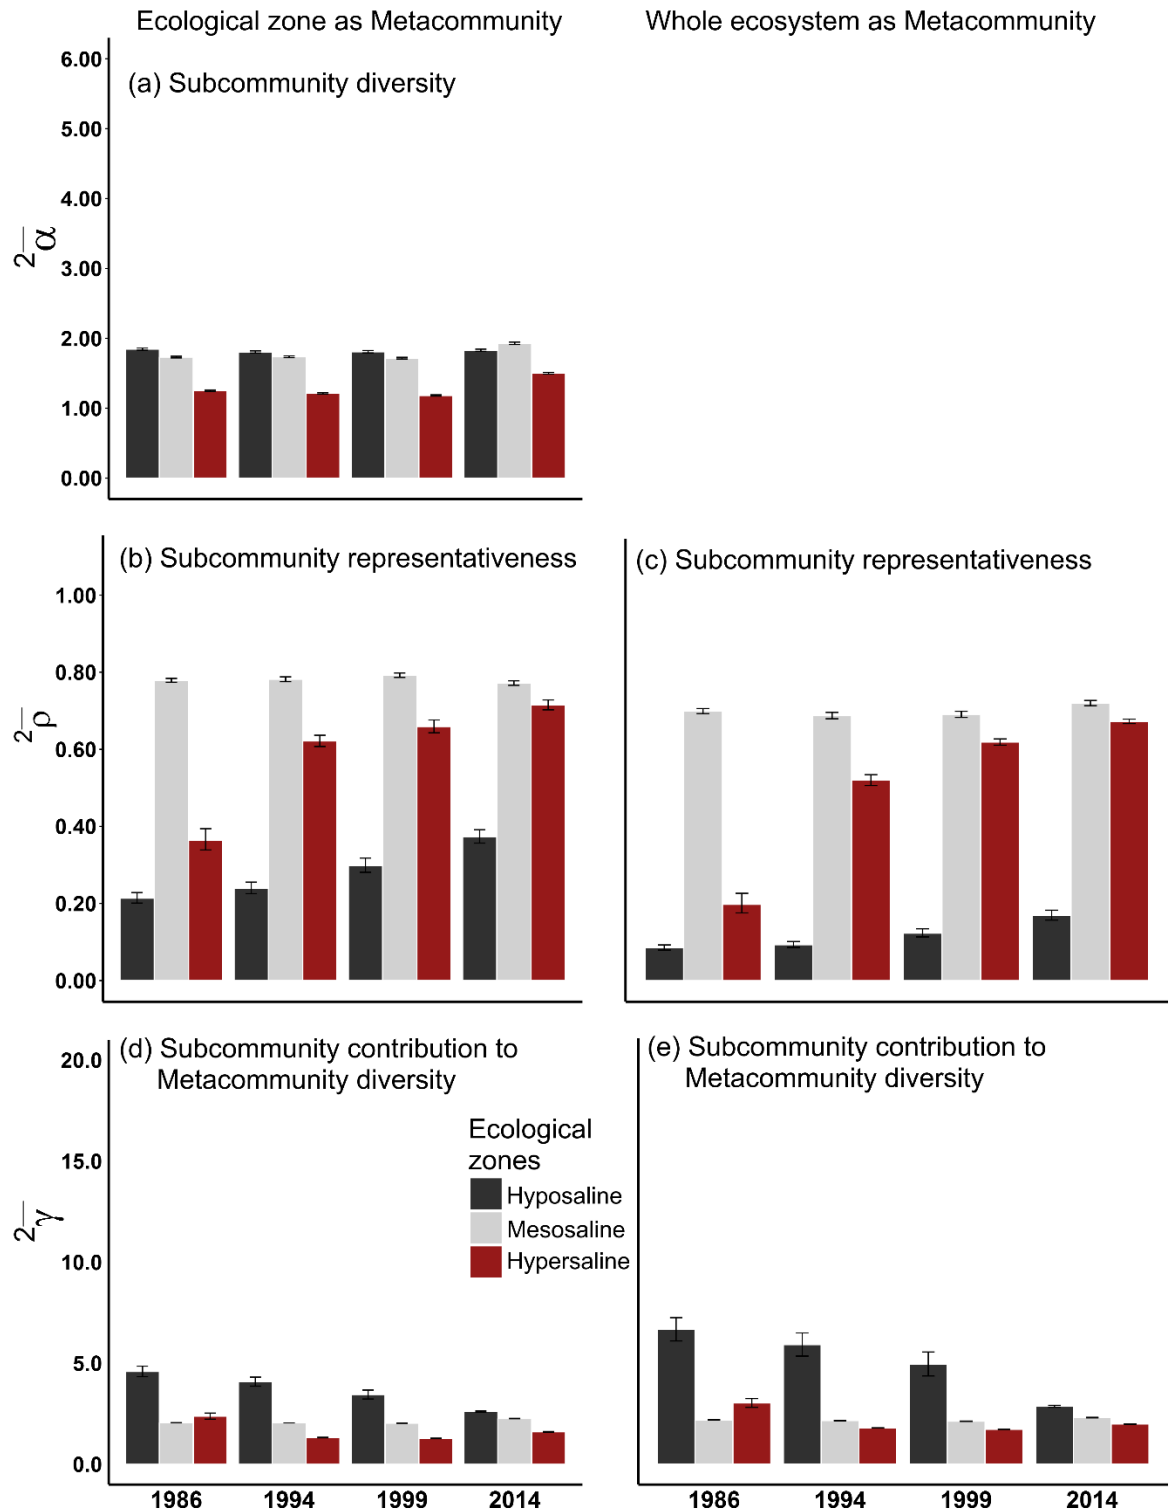 Ecological zone as Metacommunity
Whole ecosystem as Metacommunity
(a) Subcommunity diversity
6.00
5.00
4.00
3.00
2.00
1.00
0.00
2α̅
(b) Subcommunity representativeness
(c) Subcommunity representativeness
1.00
0.80
0.60
0.40
0.20
0.00
2ρ̅
(d) Subcommunity contribution to
Metacommunity diversity
(e) Subcommunity contribution to
Metacommunity diversity
20.0
15.0
10.0
5.0
0.0
2γ̅
Ecological
zones
Hyposaline
Mesosaline
Hypersaline
1986 1994 1999 2014
1986 1994 1999 2014